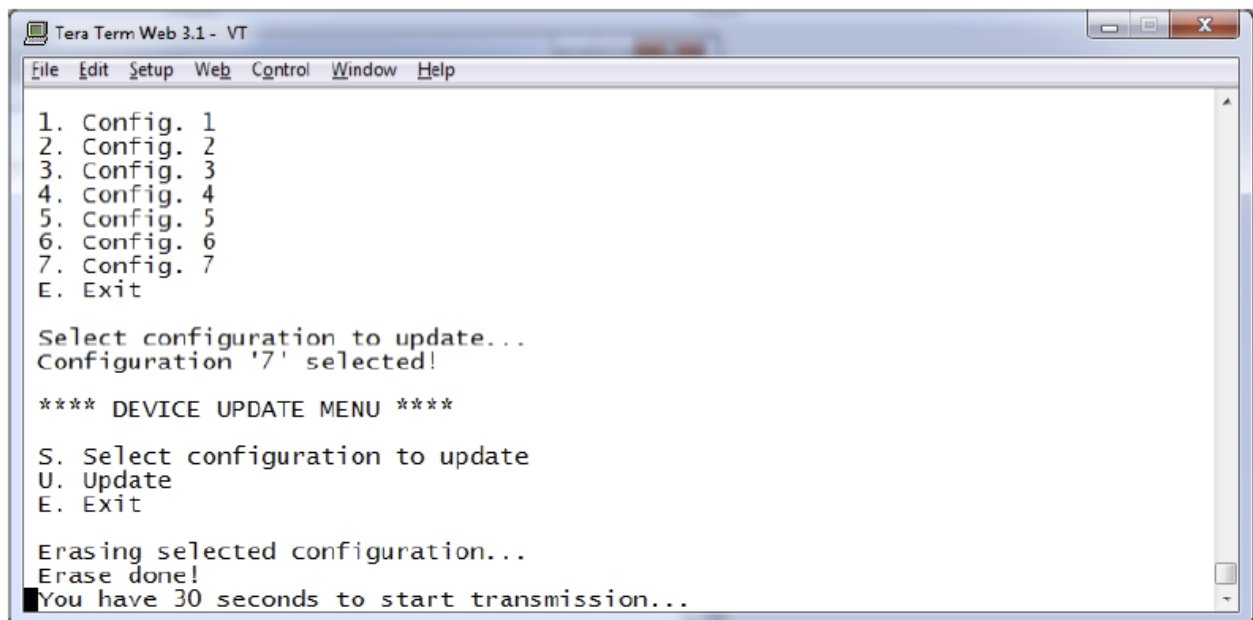 Tera Term Web 3.1 - VT
File Edit Setup Web Control Window Help
1. Config. 1
2. Config. 2
3. Config. 3
4. Config. 4
5. Config. 5
6. Config. 6
7. Config. 7
E. Exit
Select configuration to update...
Configuration '7' selected!
**** DEVICE UPDATE MENU ****
S. Select configuration to update
U. Update
E. Exit
Erasing selected configuration...
Erase done!
You have 30 seconds to start transmission...